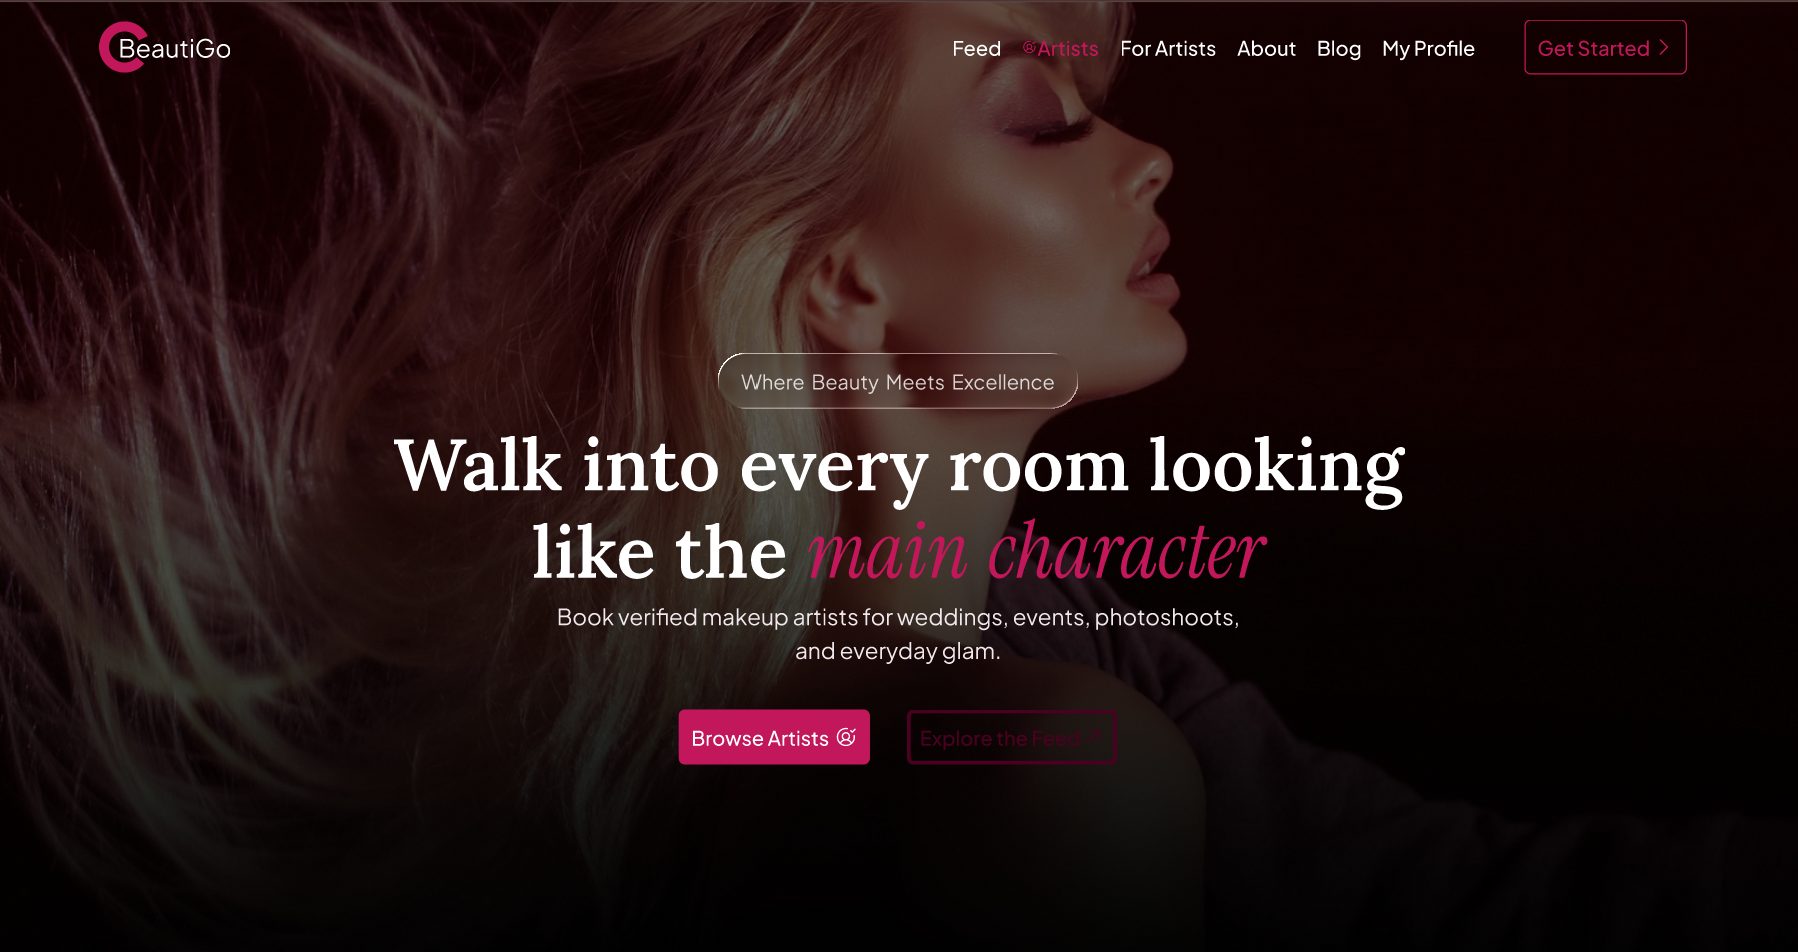 BeautiGo
Feed Artists For Artists About Blog My Profile Get Started
Where Beauty Meets Excellence
Walk into every room looking
like the main character
Book verified makeup artists for weddings, events, photoshoots,
and everyday glam.
Browse Artists
Explore the Feed